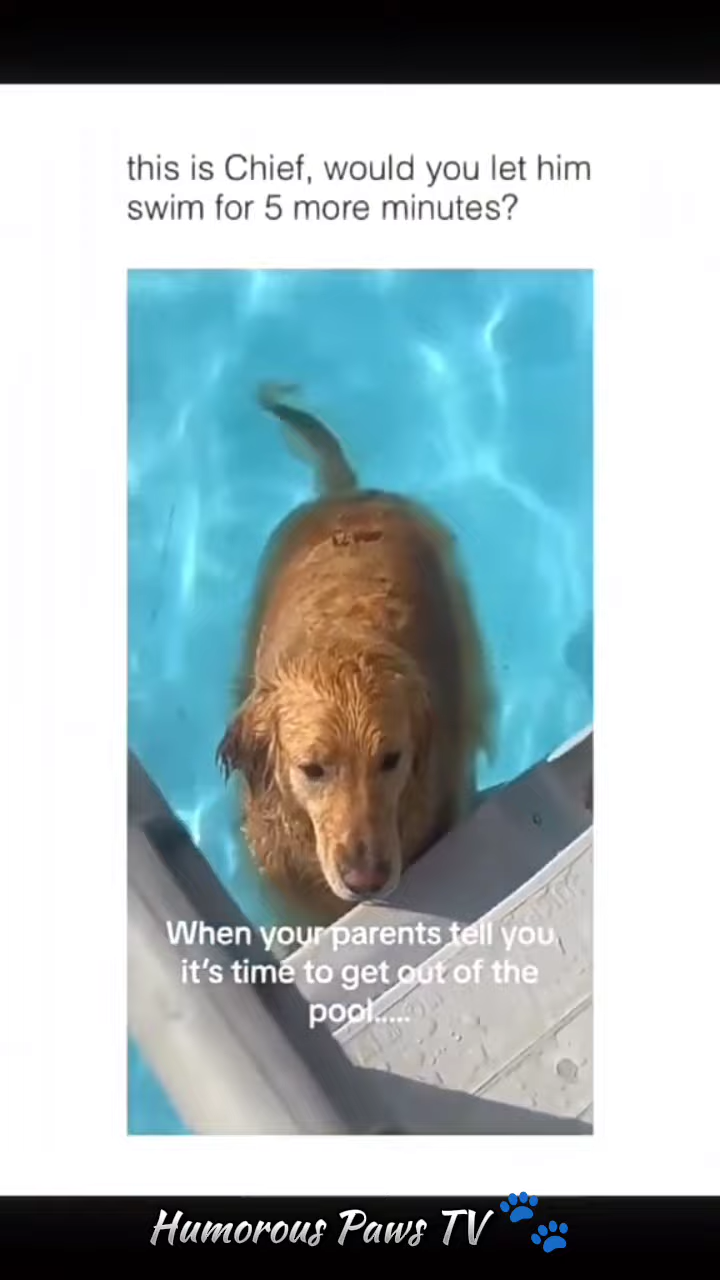 this is Chief, would you let him
swim for 5 more minutes?
When your parents tell you
it's time to get out of the
pool.....
Humorous Paws TV